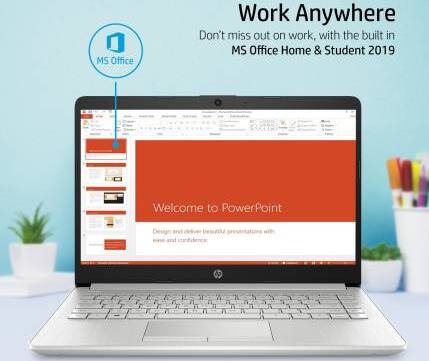 Work Anywhere
Don't miss out on work, with the built in
MS Office Home & Student 2019
MS Office
Welcome to PowerPoint
Design and deliver beautiful presentations with
ease and confidence.
hp